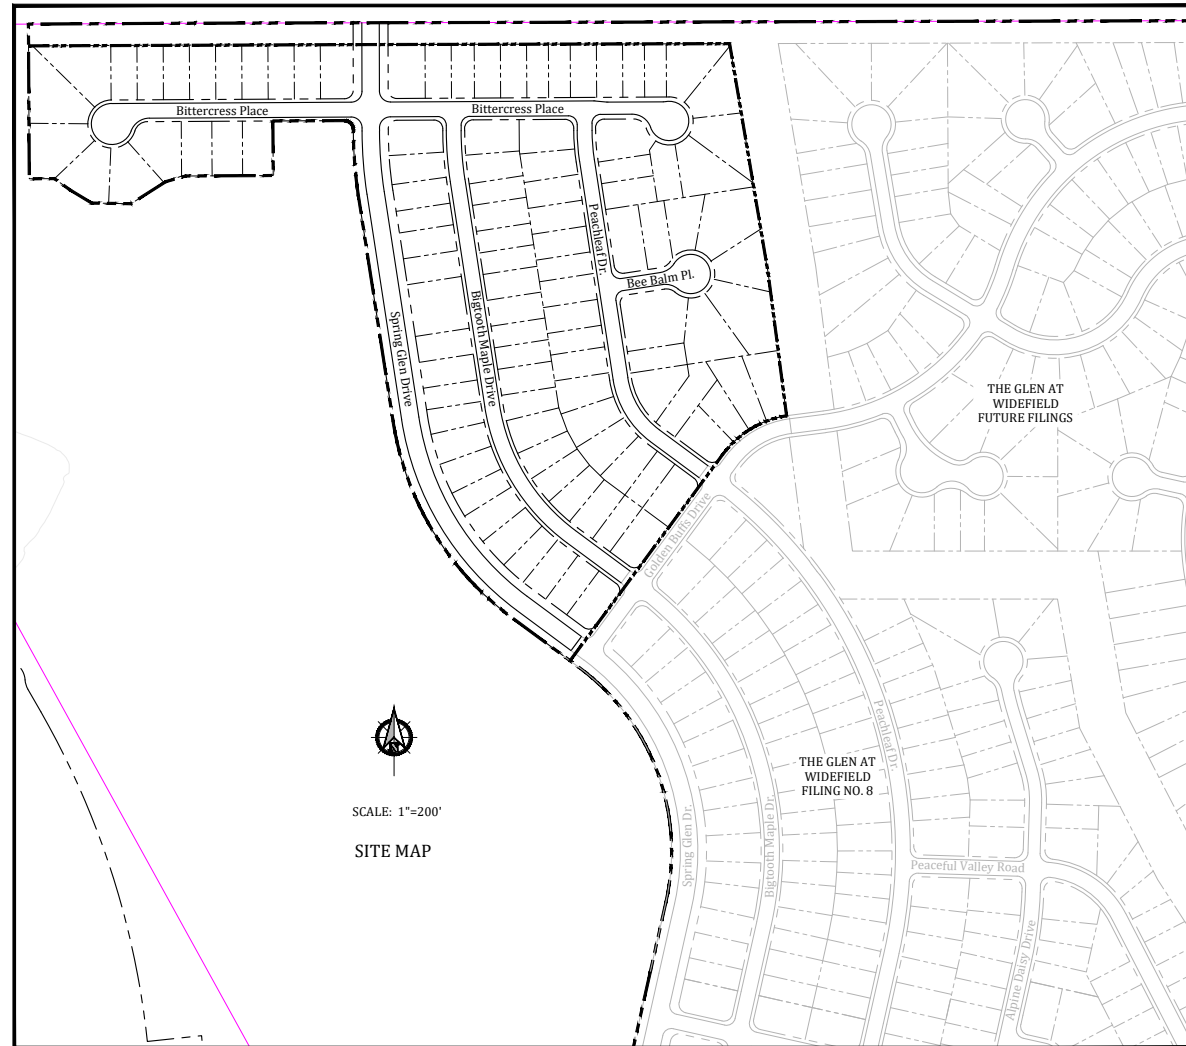 Bittercress Place
Bittercress Place
Peachleaf Dr.
Bee Balm Pl.
Bigtooth Maple Drive
Spring Glen Drive
THE GLEN AT
WIDEFIELD
FUTURE FILINGS
Golden Buffs Drive
Peachleaf Dr.
N
THE GLEN AT
WIDEFIELD
FILING NO. 8
SCALE: 1"=200'
SITE MAP
Spring Glen Dr.
Bigtooth Maple Dr.
Peaceful Valley Road
Alpine Daisy Drive